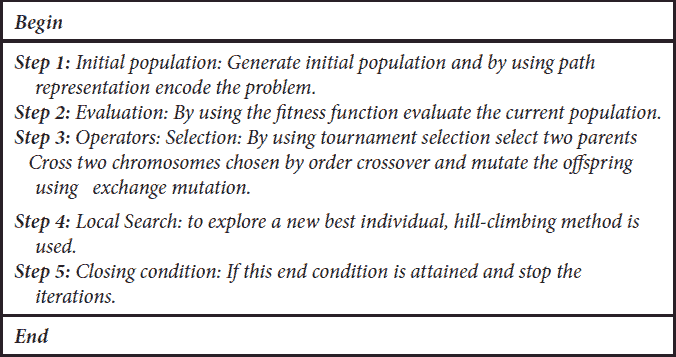 Begin
Step 1: Initial population: Generate initial population and by using path
representation encode the problem.
Step 2: Evaluation: By using the fitness function evaluate the current population.
Step 3: Operators: Selection: By using tournament selection select two parents
Cross two chromosomes chosen by order crossover and mutate the offspring
using exchange mutation.
Step 4: Local Search: to explore a new best individual, hill-climbing method is
used.
Step 5: Closing condition: If this end condition is attained and stop the
iterations.
End